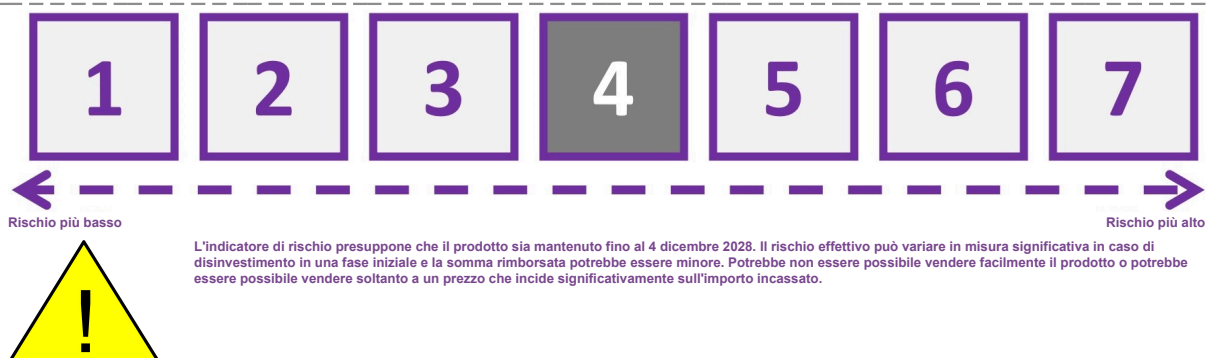 1 2 3 4 5 6 7
Rischio più basso Rischio più alto
L'indicatore di rischio presuppone che il prodotto sia mantenuto fino al 4 dicembre 2028. Il rischio effettivo può variare in misura significativa in caso di
disinvestimento in una fase iniziale e la somma rimborsata potrebbe essere minore. Potrebbe non essere possibile vendere facilmente il prodotto o potrebbe
essere possibile vendere soltanto a un prezzo che incide significativamente sull'importo incassato.
!